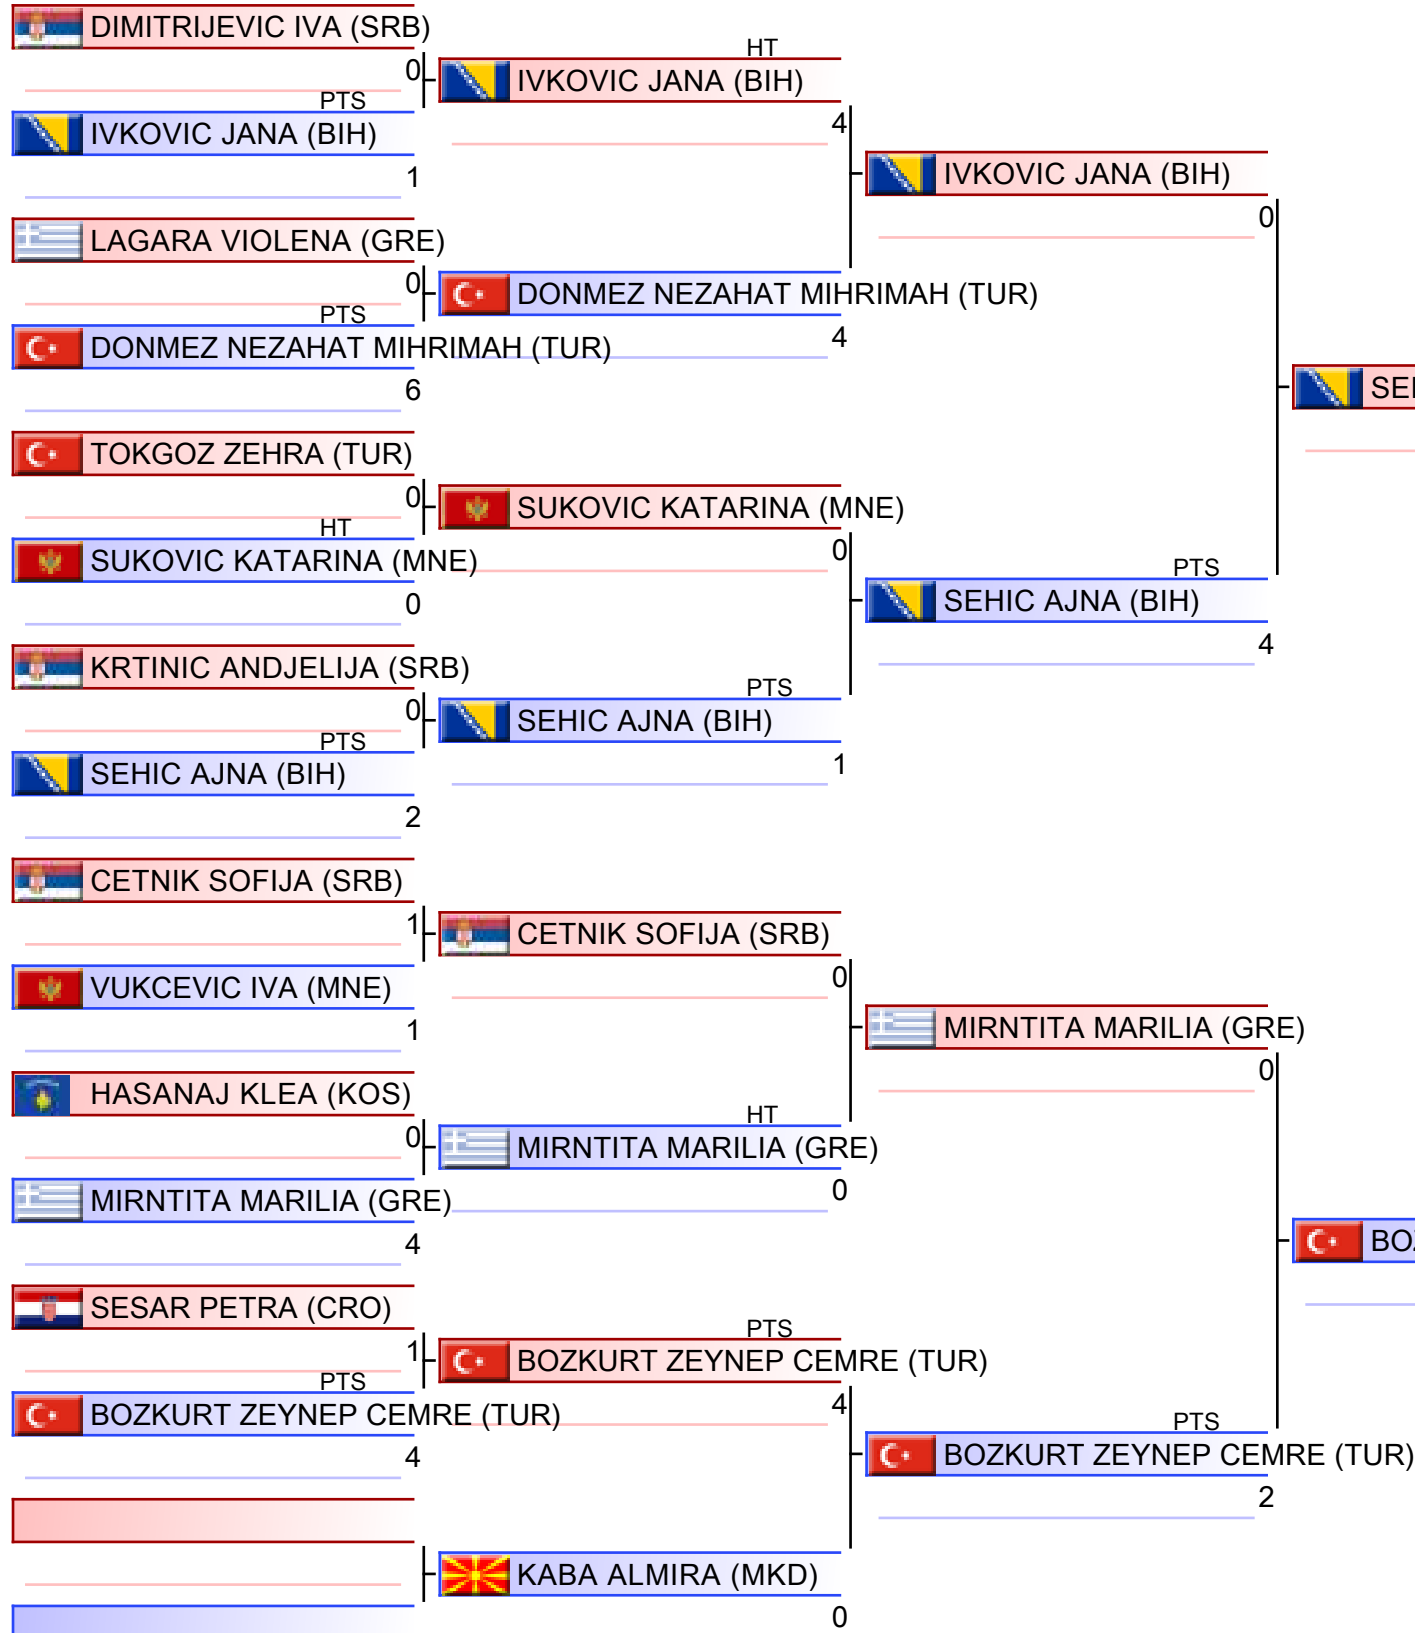 DIMITRIJEVIC IVA (SRB)
0
PTS
IVKOVIC JANA (BIH)
1
LAGARA VIOLENA (GRE)
0
PTS
DONMEZ NEZAHAT MIHRIMAH (TUR)
6
TOKGOZ ZEHRA (TUR)
0
HT
SUKOVIC KATARINA (MNE)
0
KRTINIC ANDJELIJA (SRB)
0
PTS
SEHIC AJNA (BIH)
2
CETNIK SOFIJA (SRB)
1
VUKCEVIC IVA (MNE)
1
HASANAJ KLEA (KOS)
0
MIRNTITA MARILIA (GRE)
4
SESAR PETRA (CRO)
1
PTS
BOZKURT ZEYNEP CEMRE (TUR)
4
HT
IVKOVIC JANA (BIH)
4
DONMEZ NEZAHAT MIHRIMAH (TUR)
4
SUKOVIC KATARINA (MNE)
0
PTS
SEHIC AJNA (BIH)
1
CETNIK SOFIJA (SRB)
0
HT
MIRNTITA MARILIA (GRE)
0
PTS
BOZKURT ZEYNEP CEMRE (TUR)
4
KABA ALMIRA (MKD)
0
IVKOVIC JANA (BIH)
0
PTS
SEHIC AJNA (BIH)
4
MIRNTITA MARILIA (GRE)
0
PTS
BOZKURT ZEYNEP CEMRE (TUR)
2